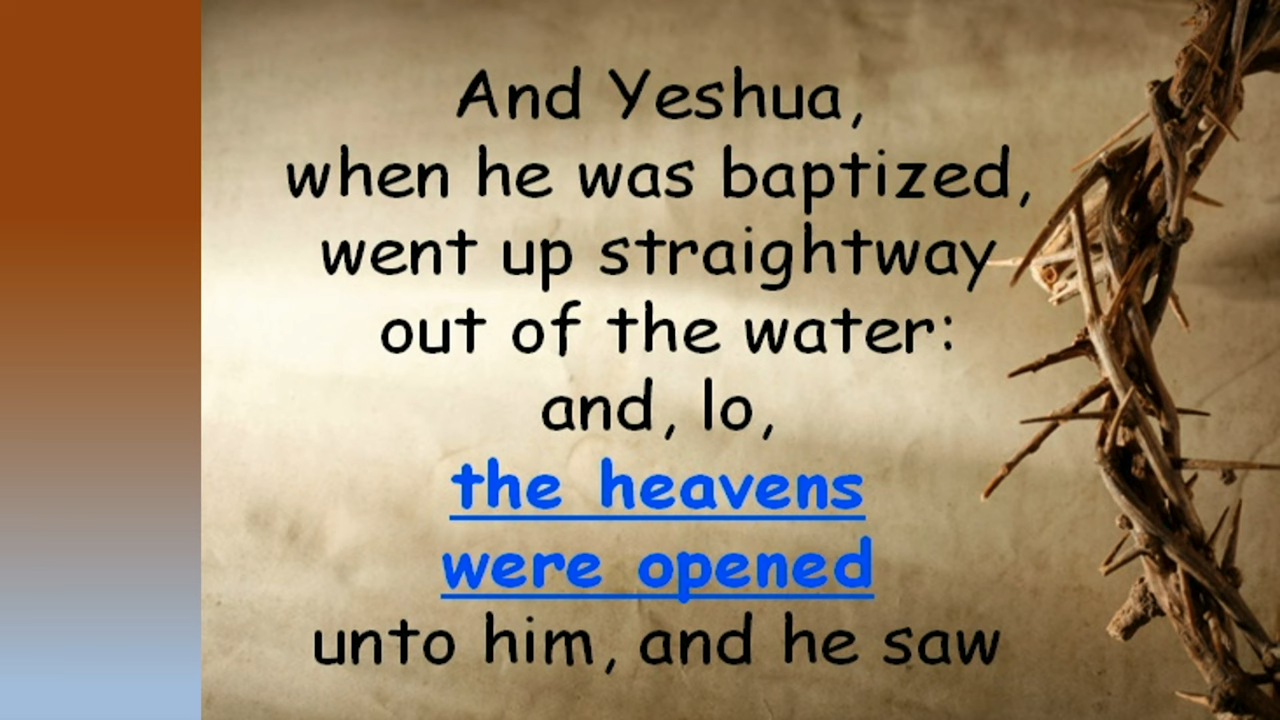 And Yeshua,
when he was baptized,
went up straightway
out of the water:
and, lo,
the heavens
were opened
unto him, and he saw